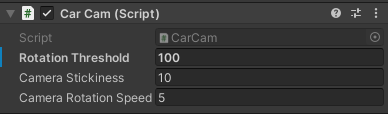 Car Cam (Script)
Script CarCam
Rotation Threshold 100
Camera Stickiness 10
Camera Rotation Speed 5